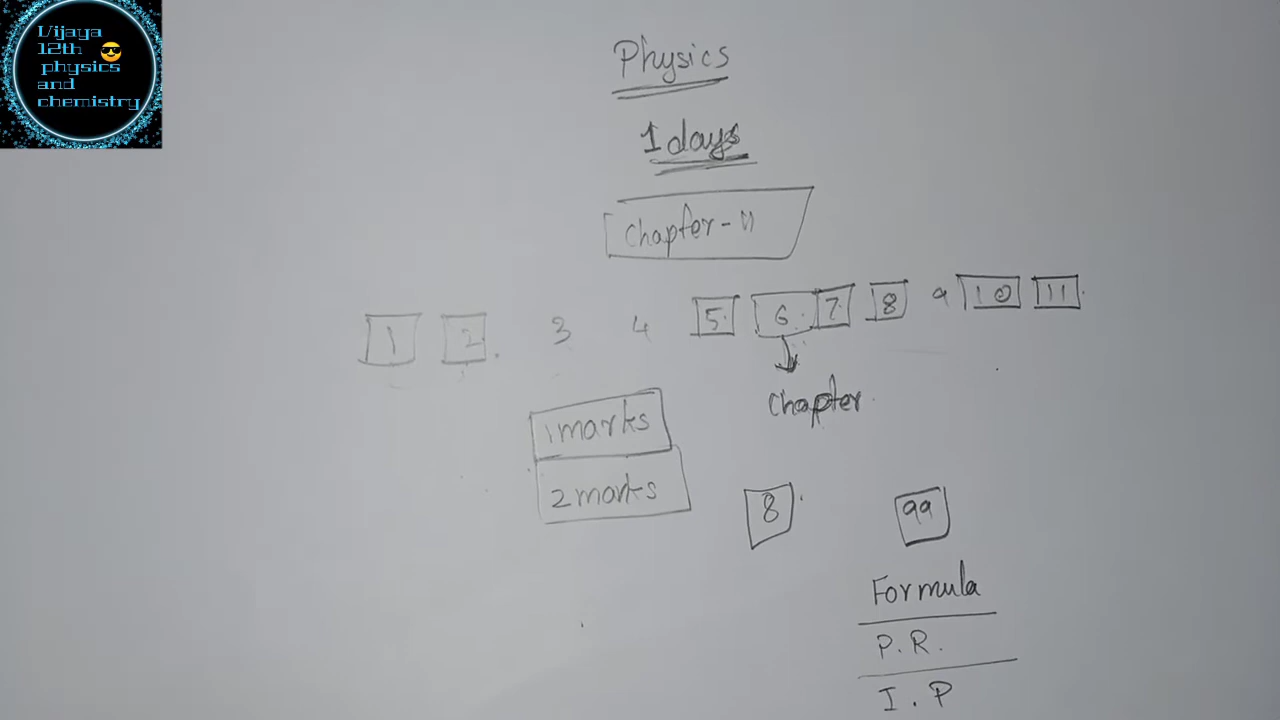 Vijaya
12th
physics
and
chemistry
Physics
1 days
Chapter - 11
1 2. 3 4 5. 6. 7. 8 9 10 11
Chapter
1 marks
2 marks
8 99
Formula
P.R.
I.P